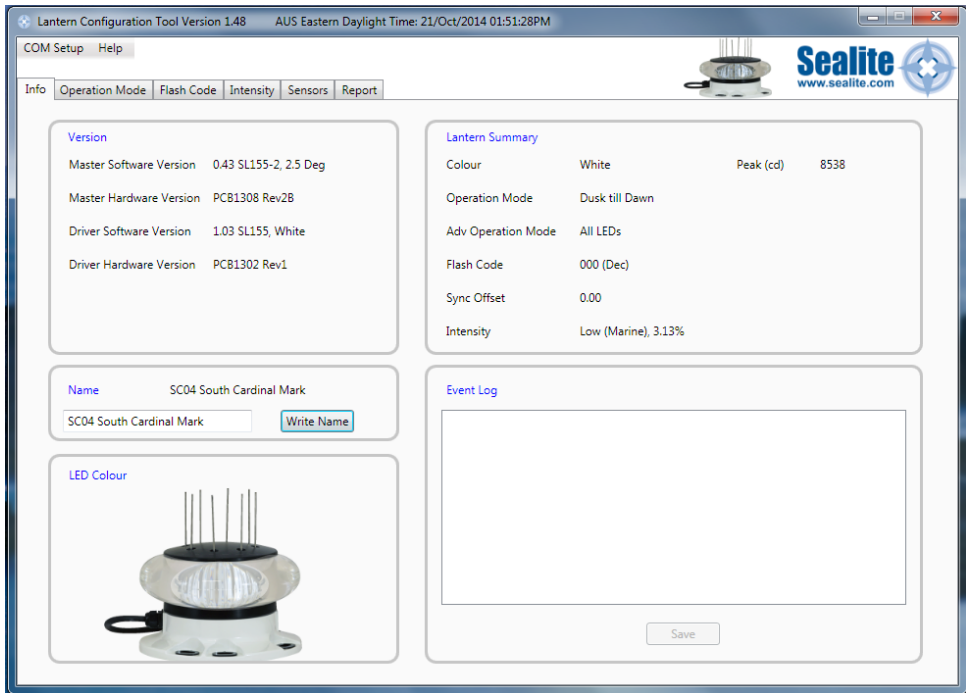 Lantern Configuration Tool Version 1.48 AUS Eastern Daylight Time: 21/Oct/2014 01:51:28PM
COM Setup Help
Sealite
www.sealite.com
Info Operation Mode Flash Code Intensity Sensors Report
Version
Master Software Version 0.43 SL155-2, 2.5 Deg
Master Hardware Version PCB1308 Rev2B
Driver Software Version 1.03 SL155, White
Driver Hardware Version PCB1302 Rev1
Lantern Summary
Colour White Peak (cd) 8538
Operation Mode Dusk till Dawn
Adv Operation Mode All LEDs
Flash Code 000 (Dec)
Sync Offset 0.00
Intensity Low (Marine), 3.13%
Name SC04 South Cardinal Mark
SC04 South Cardinal Mark Write Name
LED Colour
Event Log
Save